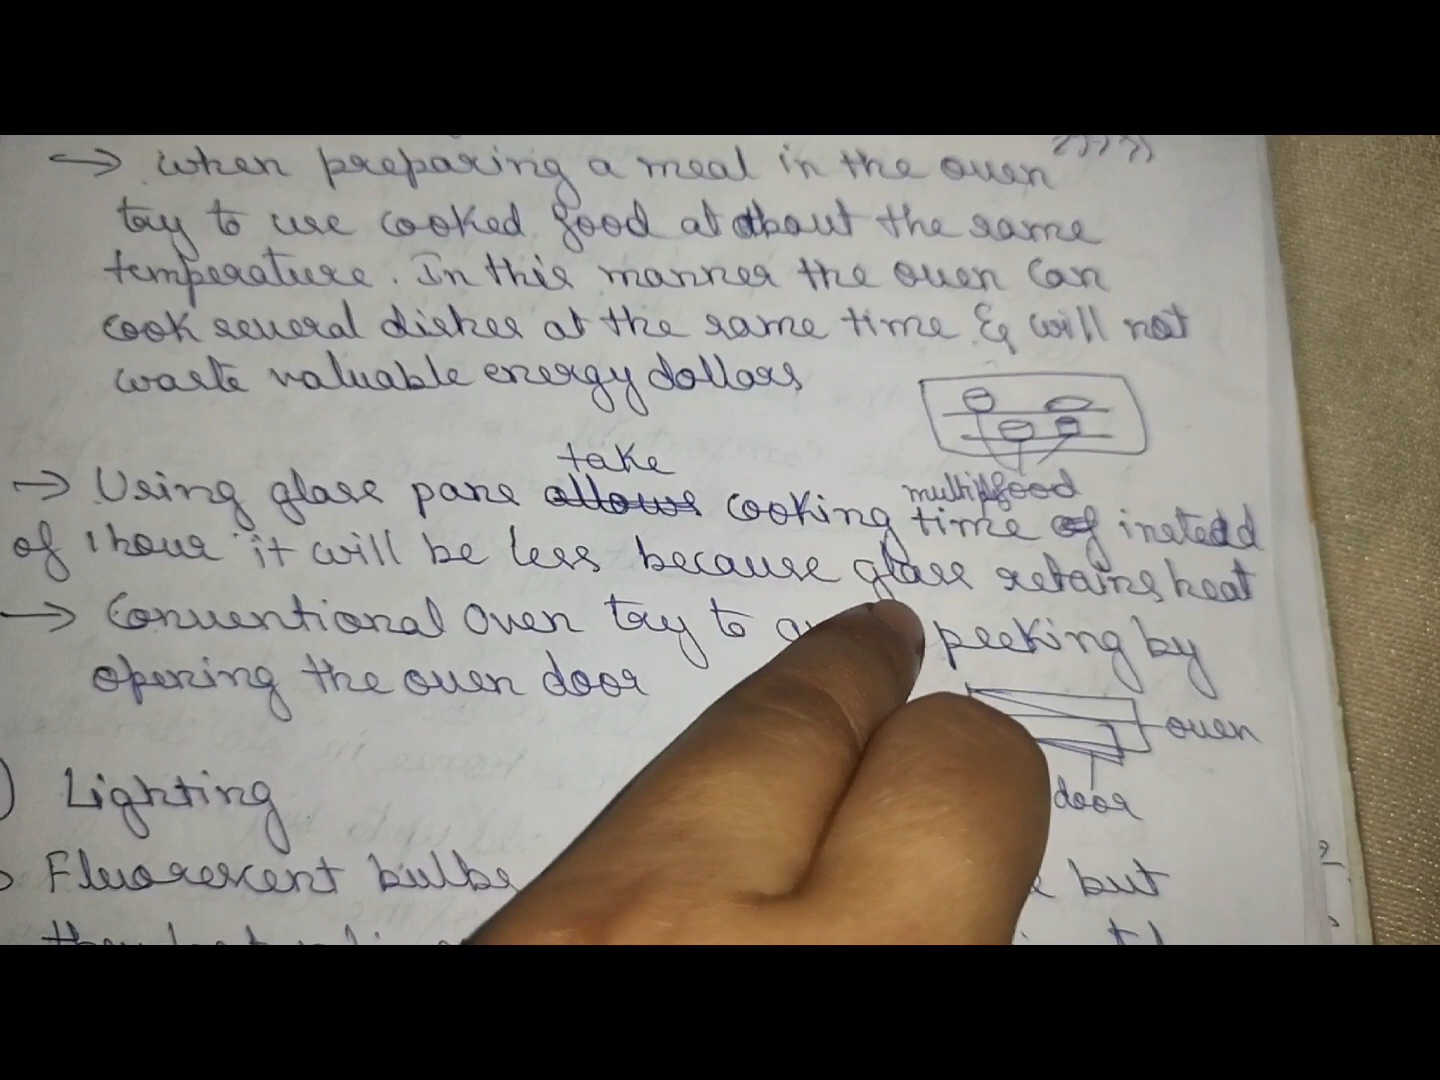 → when preparing a meal in the oven
try to use cooked food at about the same
temperature. In this manner the oven can
cook several dishes at the same time & will not
waste valuable energy dollars
multipfood
take
→ Using glass pans allows cooking time of instead
of 1 hour it will be less because glass retains heat
→ Conventional oven try to peeking by
opening the oven door
oven
door
) Lighting
Fluorescent bulbs but